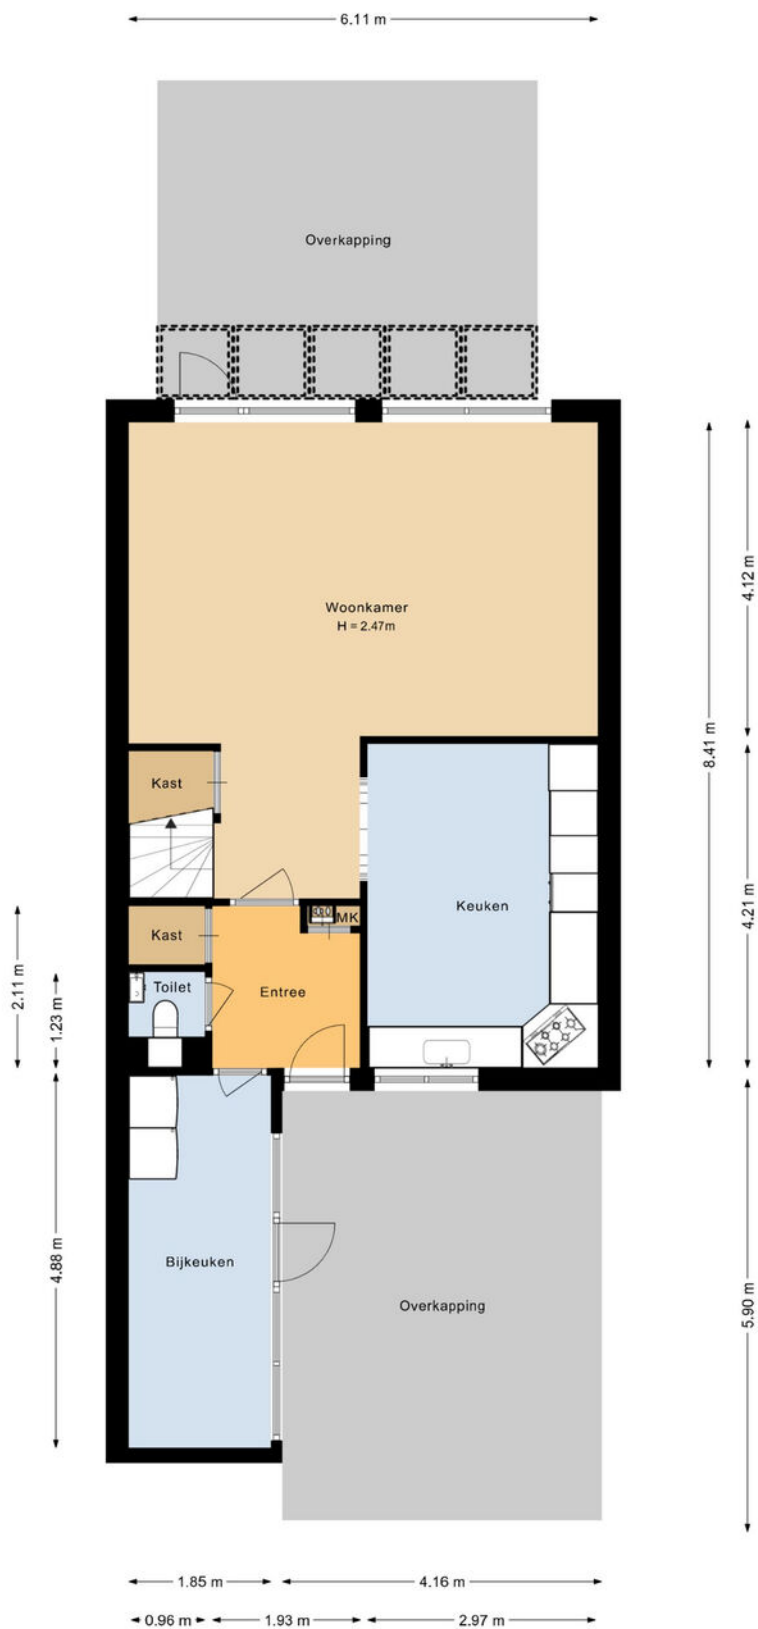 6.11 m
Overkapping
Woonkamer
H = 2.47m
4.12 m
8.41 m
Kast
Keuken
4.21 m
MK
Kast
Toilet
Entree
2.11 m
1.23 m
Bijkeuken
4.88 m
Overkapping
5.90 m
1.85 m
4.16 m
0.96 m
1.93 m
2.97 m